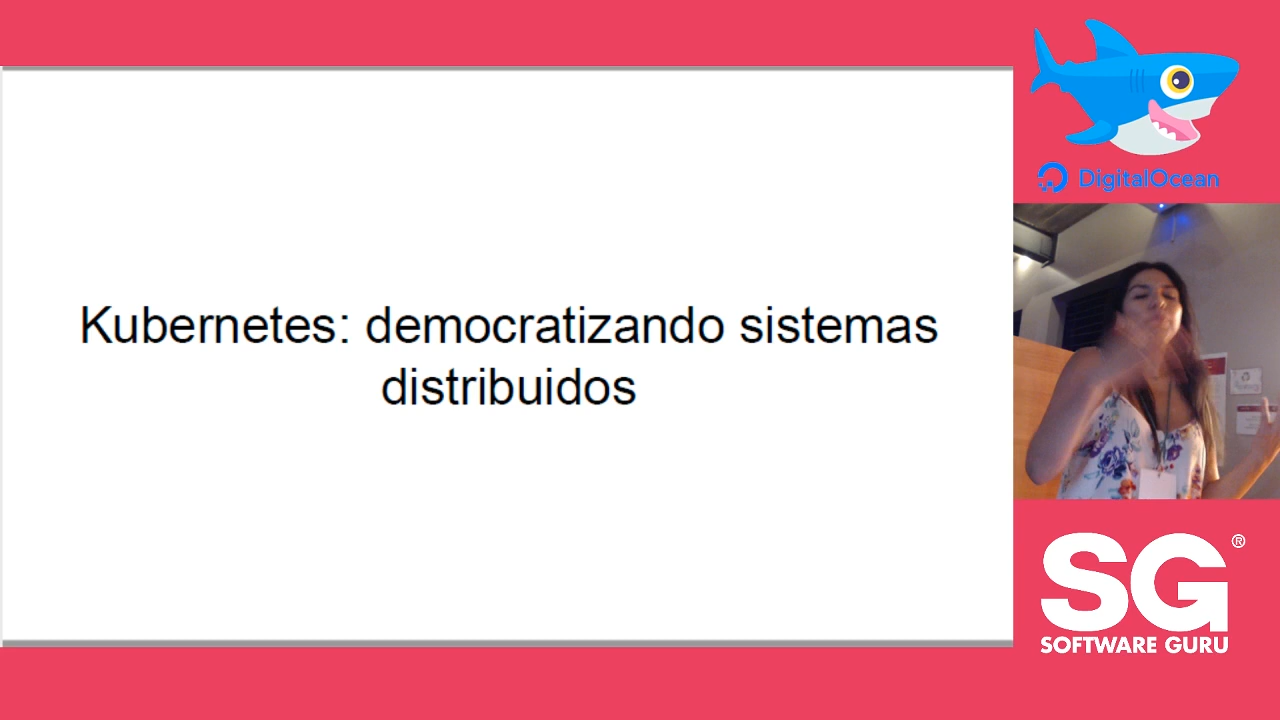 Kubernetes: democratizando sistemas
distribuidos
DigitalOcean
SG®
SOFTWARE GURU